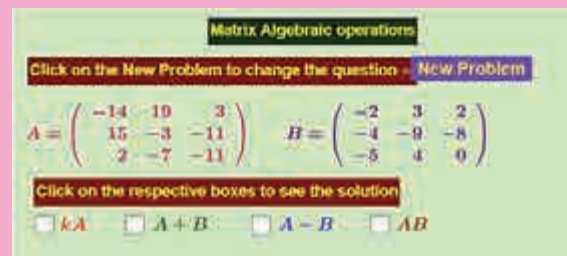 Matrix Algebraic operations
Click on the New Problem to change the question - New Problem
A = ( −14 19 3 ; 15 −3 −11 ; 2 −7 −11 ) B = ( −2 3 2 ; −4 −9 −8 ; −5 4 0 )
Click on the respective boxes to see the solution
kA A + B A − B AB